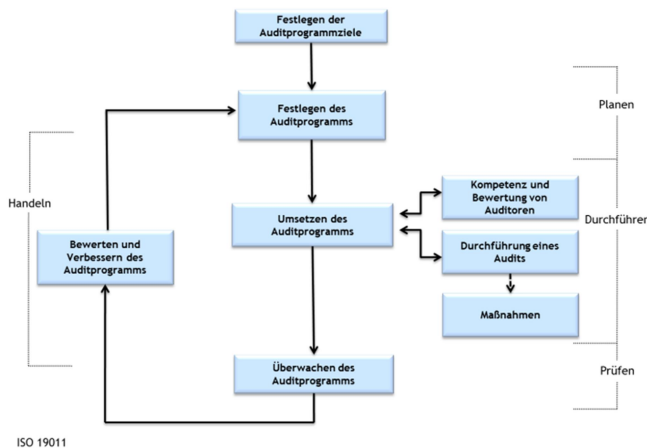 Festlegen der
Auditprogrammziele
Festlegen des
Auditprogramms
Planen
Handeln
Umsetzen des
Auditprogramms
Kompetenz und
Bewertung von
Auditoren
Durchführen
Bewerten und
Verbessern des
Auditprogramms
Durchführung eines
Audits
Maßnahmen
Überwachen des
Auditprogramms
Prüfen
ISO 19011